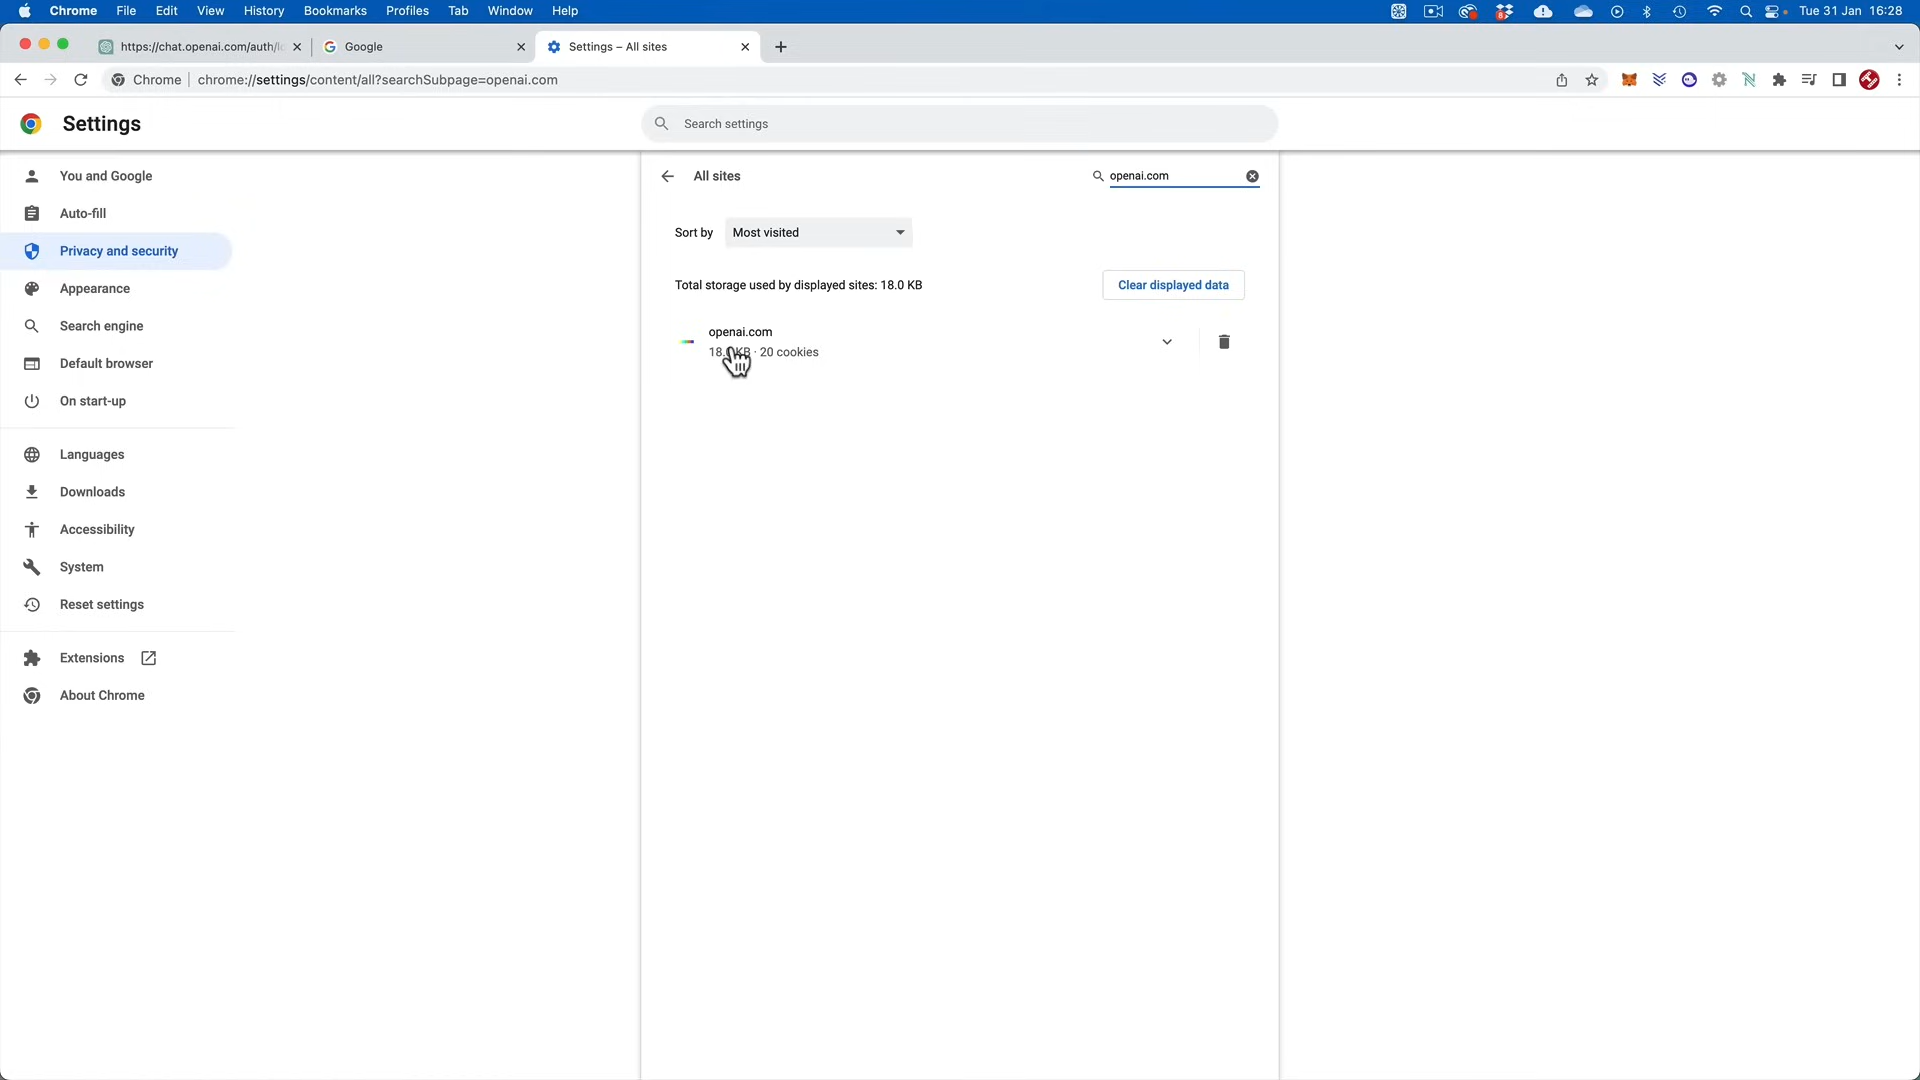 Chrome File Edit View History Bookmarks Profiles Tab Window Help Tue 31 Jan 16:28
https://chat.openai.com/auth/lo Google Settings – All sites
Chrome chrome://settings/content/all?searchSubpage=openai.com
Settings
Search settings
You and Google
Auto-fill
Privacy and security
Appearance
Search engine
Default browser
On start-up
Languages
Downloads
Accessibility
System
Reset settings
Extensions
About Chrome
All sites openai.com
Sort by Most visited
Total storage used by displayed sites: 18.0 KB Clear displayed data
openai.com
KB · 20 cookies